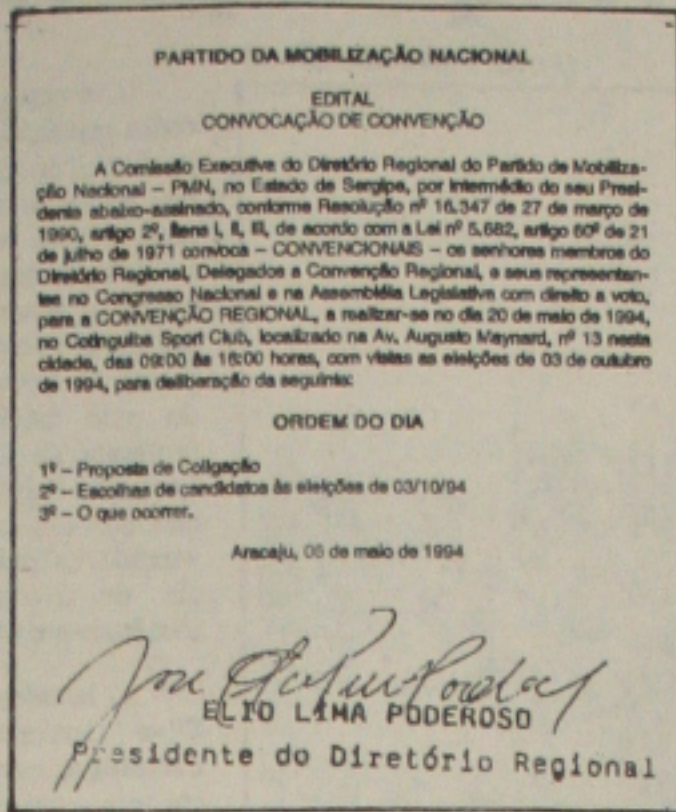 PARTIDO DA MOBILIZAÇÃO NACIONAL
EDITAL
CONVOCAÇÃO DE CONVENÇÃO
A Comissão Executiva do Diretório Regional do Partido de Mobiliza-
ção Nacional – PMN, no Estado de Sergipe, por intermédio do seu Presi-
dente abaixo-assinado, conforme Resolução nº 16.347 de 27 de março de
1990, artigo 2º, itens I, II, III, de acordo com a Lei nº 5.682, artigo 60º de 21
de julho de 1971 convoca – CONVENCIONAIS – os senhores membros do
Diretório Regional, Delegados a Convenção Regional, e seus representan-
tes no Congresso Nacional e na Assembléia Legislativa com direito a voto,
para a CONVENÇÃO REGIONAL, a realizar-se no dia 20 de maio de 1994,
no Cotinguiba Sport Club, localizado na Av. Augusto Maynard, nº 13 nesta
cidade, das 09:00 às 16:00 horas, com vistas as eleições de 03 de outubro
de 1994, para deliberação da seguinte:
ORDEM DO DIA
1º – Proposta de Coligação
2º – Escolhas de candidatos às eleições de 03/10/94
3º – O que ocorrer.
Aracaju, de maio de 1994
ELIO LIMA PODEROSO
Presidente do Diretório Regional